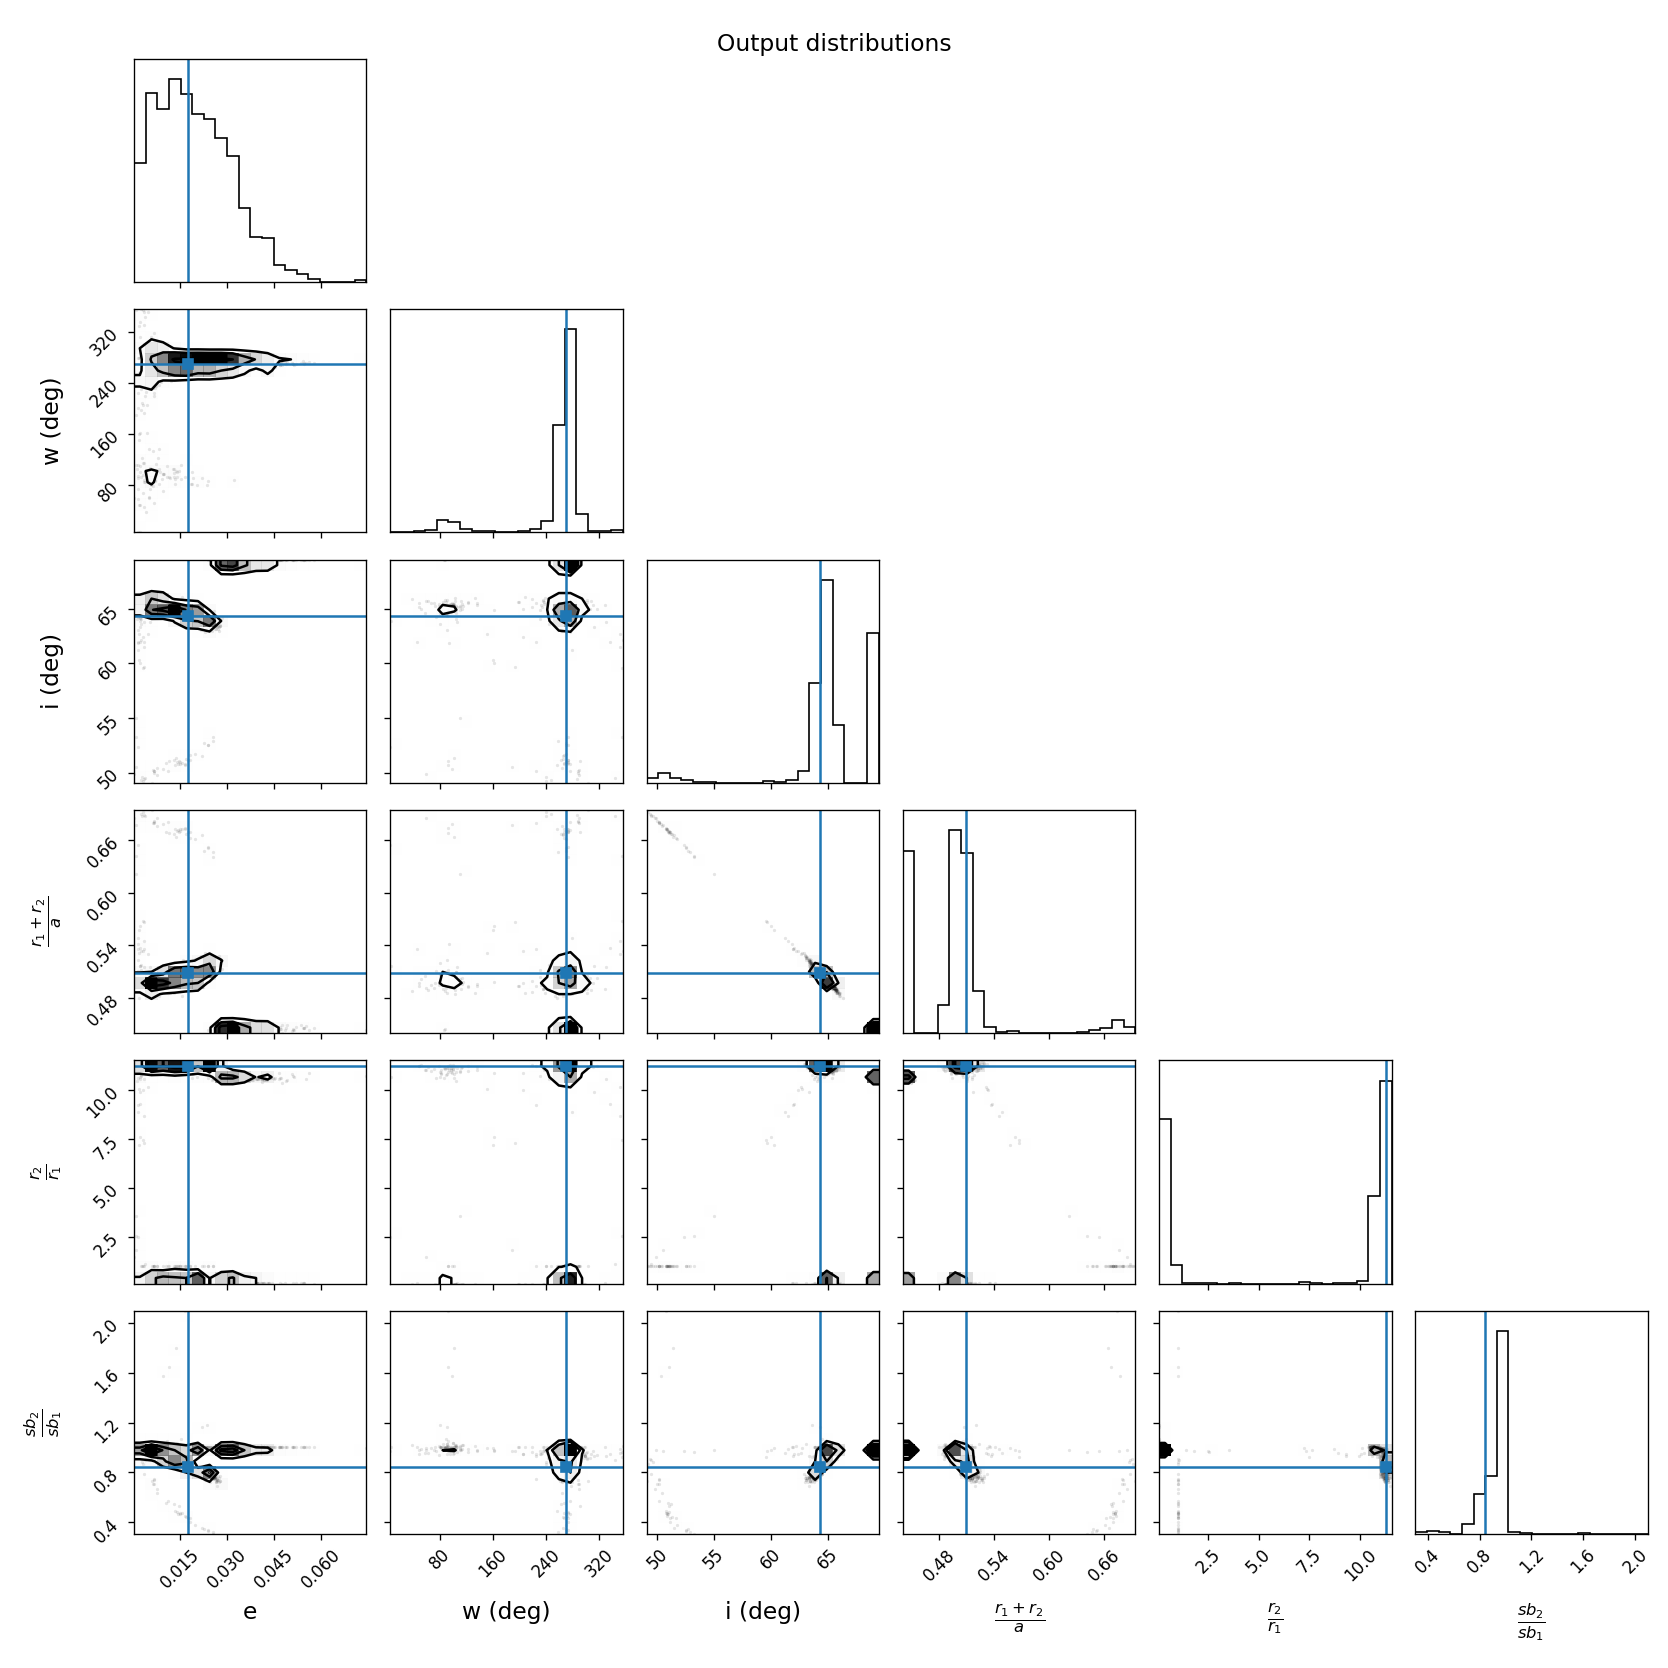 Output distributions
w (deg)
320
240
160
80
i (deg)
65
60
55
50
r₁ + r₂
a
0.66
0.60
0.54
0.48
r₂
r₁
10.0
7.5
5.0
2.5
sb₂
sb₁
2.0
1.6
1.2
0.8
0.4
0.015 0.030 0.045 0.060
80 160 240 320
50 55 60 65
0.48 0.54 0.60 0.66
2.5 5.0 7.5 10.0
0.4 0.8 1.2 1.6 2.0
e
w (deg)
i (deg)
r₁ + r₂
a
r₂
r₁
sb₂
sb₁